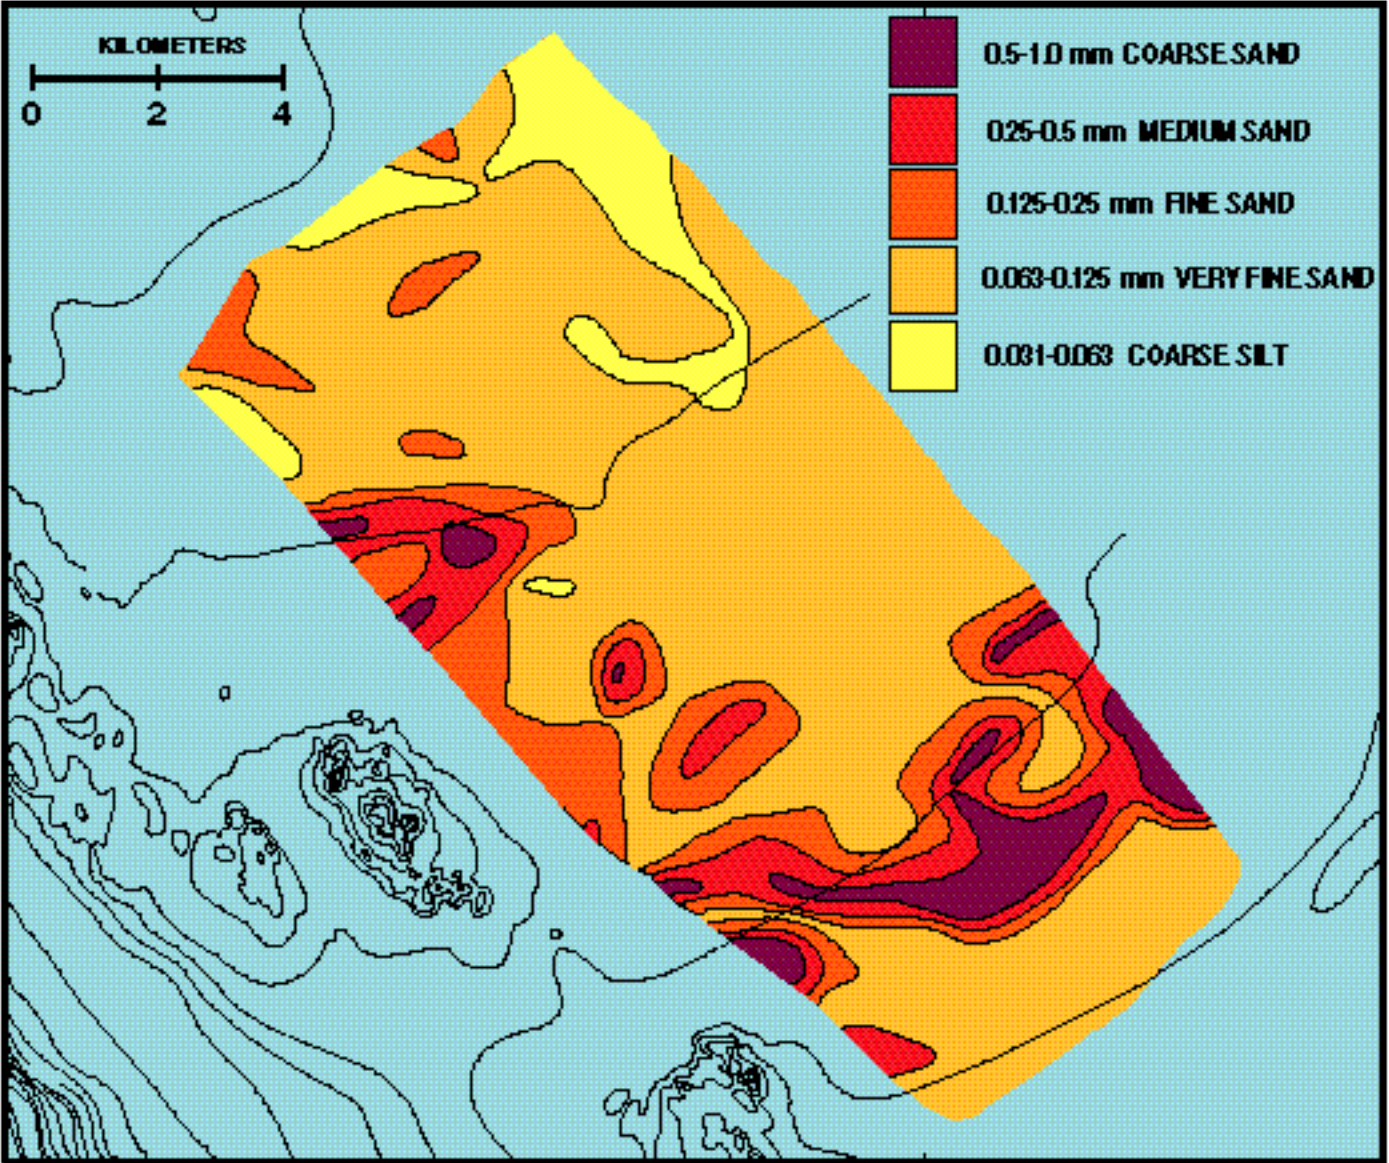 KILOMETERS
0 2 4
0.5-1.0 mm COARSE SAND
0.25-0.5 mm MEDIUM SAND
0.125-0.25 mm FINE SAND
0.063-0.125 mm VERY FINE SAND
0.031-0.063 COARSE SILT